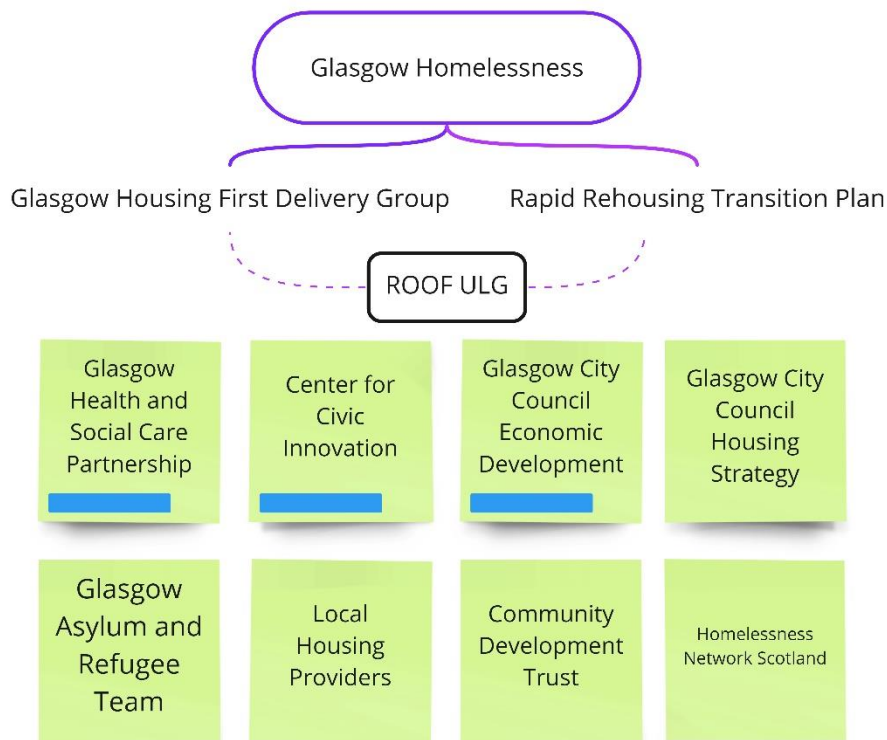 Glasgow Homelessness
Glasgow Housing First Delivery Group
Rapid Rehousing Transition Plan
ROOF ULG
Glasgow
Health and
Social Care
Partnership
Center for
Civic
Innovation
Glasgow City
Council
Economic
Development
Glasgow City
Council
Housing
Strategy
Glasgow
Asylum and
Refugee
Team
Local
Housing
Providers
Community
Development
Trust
Homelessness
Network Scotland